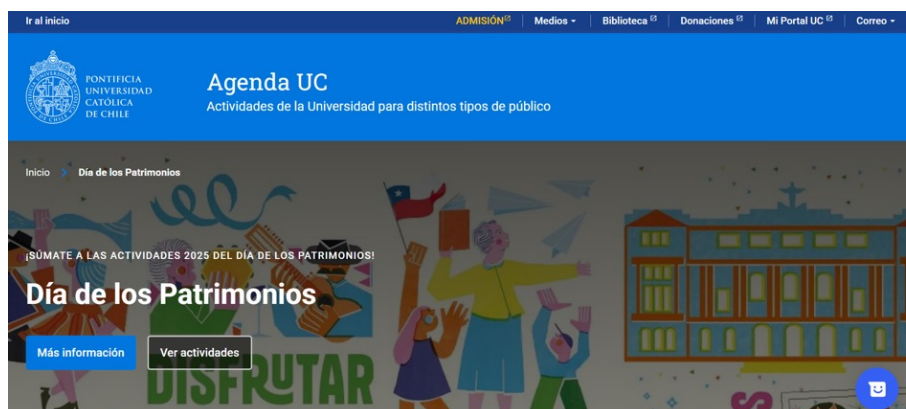 Ir al inicio
ADMISIÓN
Medios
Biblioteca
Donaciones
Mi Portal UC
Correo
PONTIFICIA
UNIVERSIDAD
CATÓLICA
DE CHILE
Agenda UC
Actividades de la Universidad para distintos tipos de público
Inicio
Día de los Patrimonios
¡SÚMATE A LAS ACTIVIDADES 2025 DEL DÍA DE LOS PATRIMONIOS!
Día de los Patrimonios
Más información
Ver actividades
DISFRUTAR